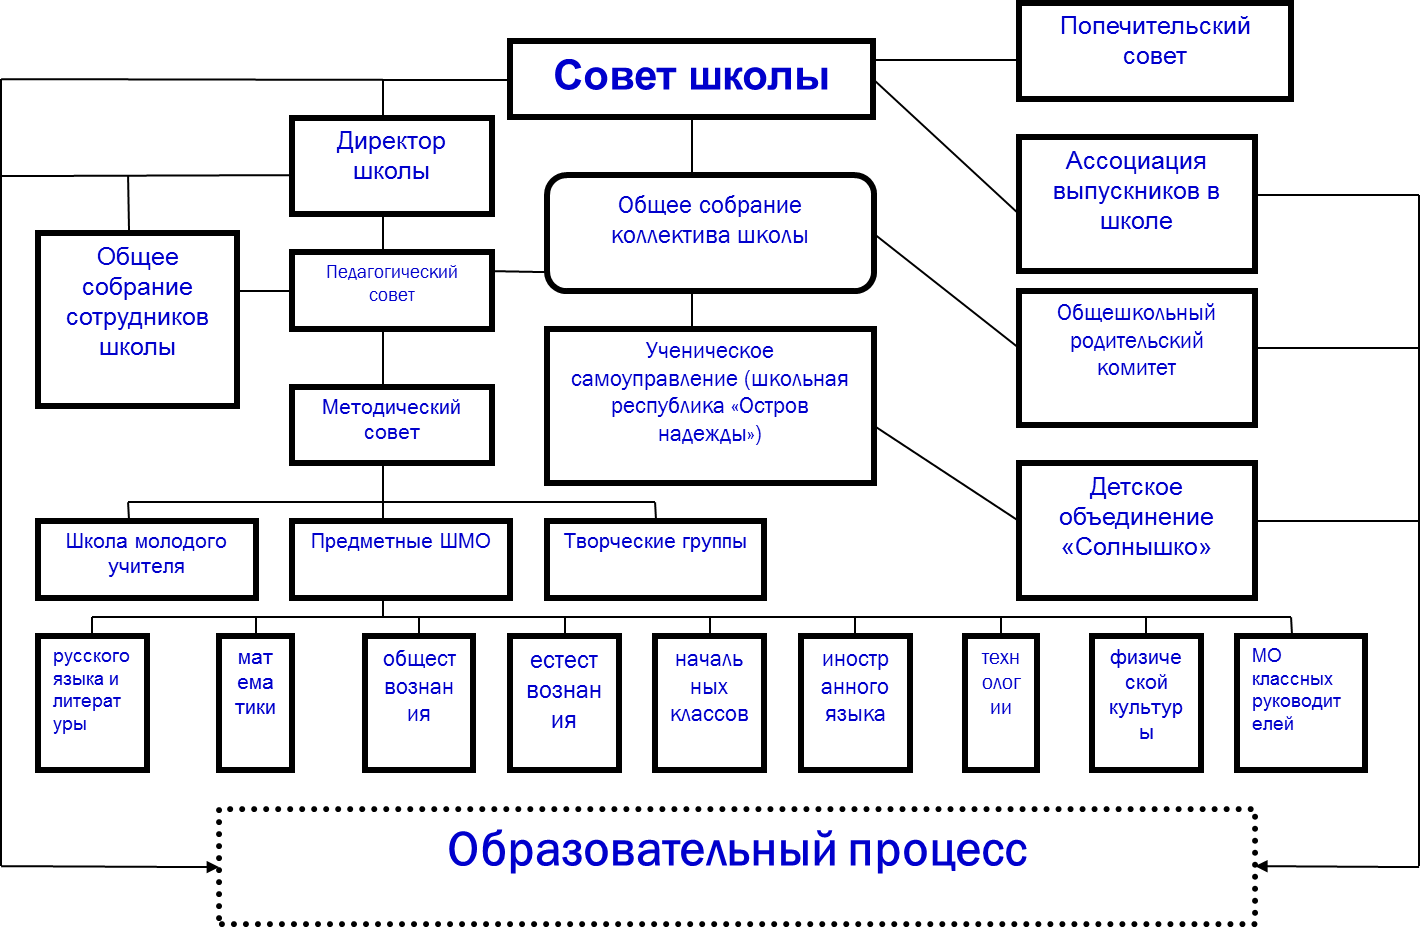 Совет школы
Попечительский
совет
Директор
школы
Ассоциация
выпускников в
школе
Общее собрание
коллектива школы
Общее
собрание
сотрудников
школы
Педагогический
совет
Общешкольный
родительский
комитет
Ученическое
самоуправление (школьная
республика «Остров
надежды»)
Методический
совет
Детское
объединение
«Солнышко»
Школа молодого
учителя
Предметные ШМО
Творческие группы
русского
языка и
литерат
уры
мат
ема
тики
общест
вознан
ия
естест
вознан
ия
началь
ных
классов
иностр
анного
языка
техн
олог
ии
физиче
ской
культур
ы
МО
классных
руководит
елей
Образовательный процесс